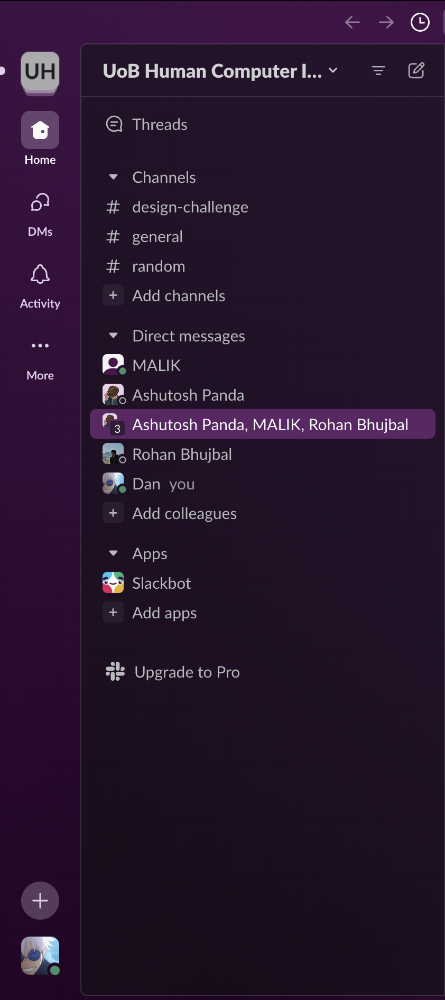 UH
UoB Human Computer I...
Home
DMs
Activity
More
Threads
Channels
# design-challenge
# general
# random
+ Add channels
Direct messages
MALIK
Ashutosh Panda
3 Ashutosh Panda, MALIK, Rohan Bhujbal
Rohan Bhujbal
Dan you
+ Add colleagues
Apps
Slackbot
+ Add apps
Upgrade to Pro